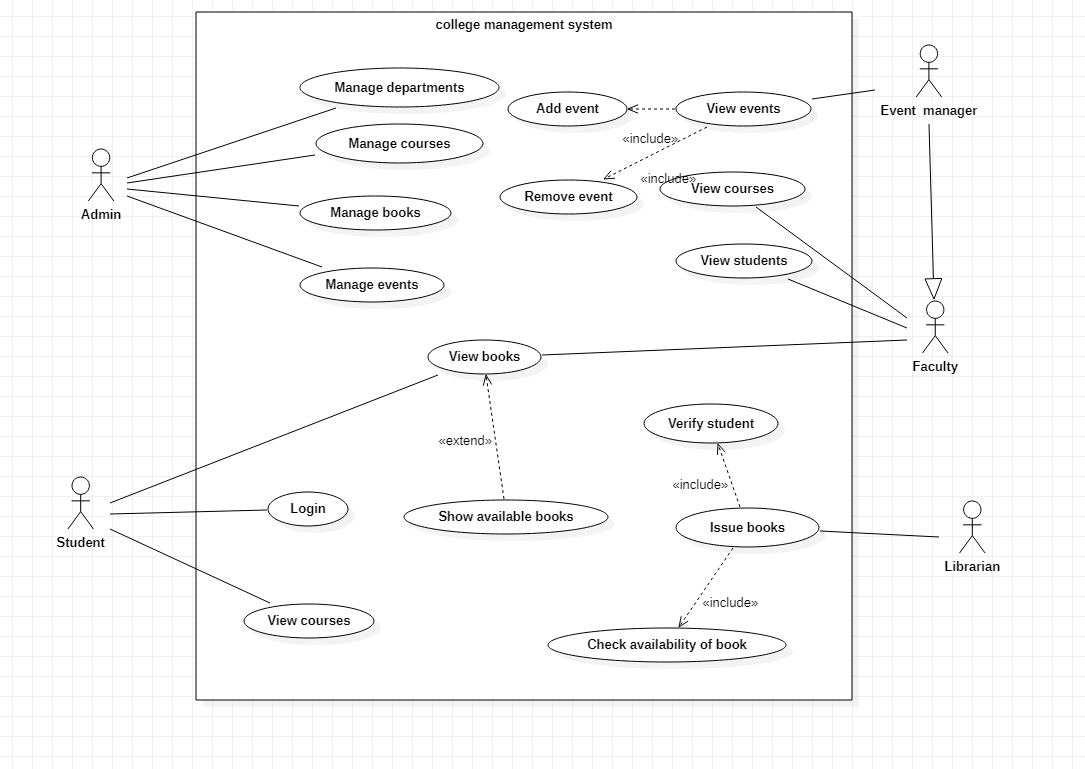 college management system
Manage departments
Add event
View events
Event manager
«include»
Manage courses
«include»
View courses
Remove event
Admin
Manage books
View students
Manage events
View books
Faculty
Verify student
«extend»
«include»
Login
Show available books
Issue books
Student
Librarian
«include»
View courses
Check availability of book